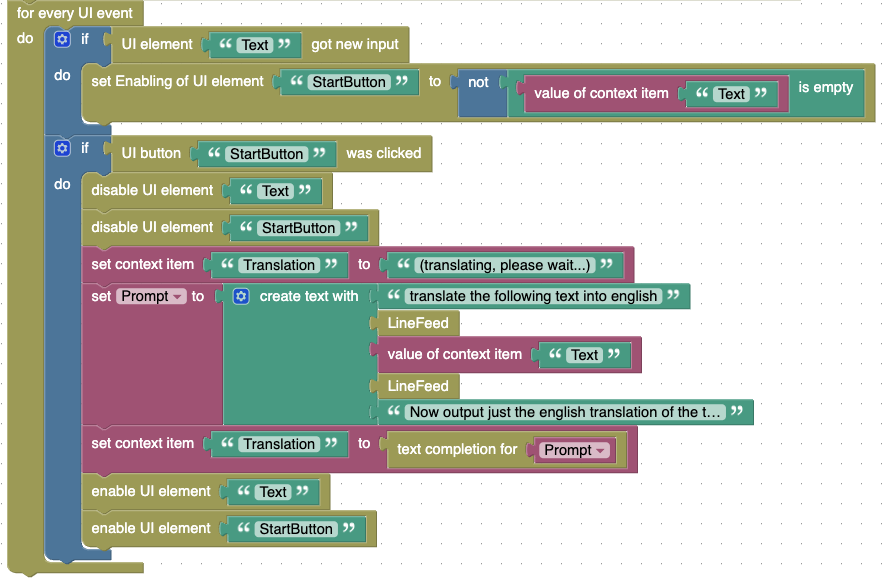 for every UI event
do if UI element “ Text ” got new input
do set Enabling of UI element “ StartButton ” to not value of context item “ Text ” is empty
if UI button “ StartButton ” was clicked
do disable UI element “ Text ”
disable UI element “ StartButton ”
set context item “ Translation ” to “ (translating, please wait...) ”
set Prompt to create text with “ translate the following text into english ”
LineFeed
value of context item “ Text ”
LineFeed
“ Now output just the english translation of the t... ”
set context item “ Translation ” to text completion for Prompt
enable UI element “ Text ”
enable UI element “ StartButton ”